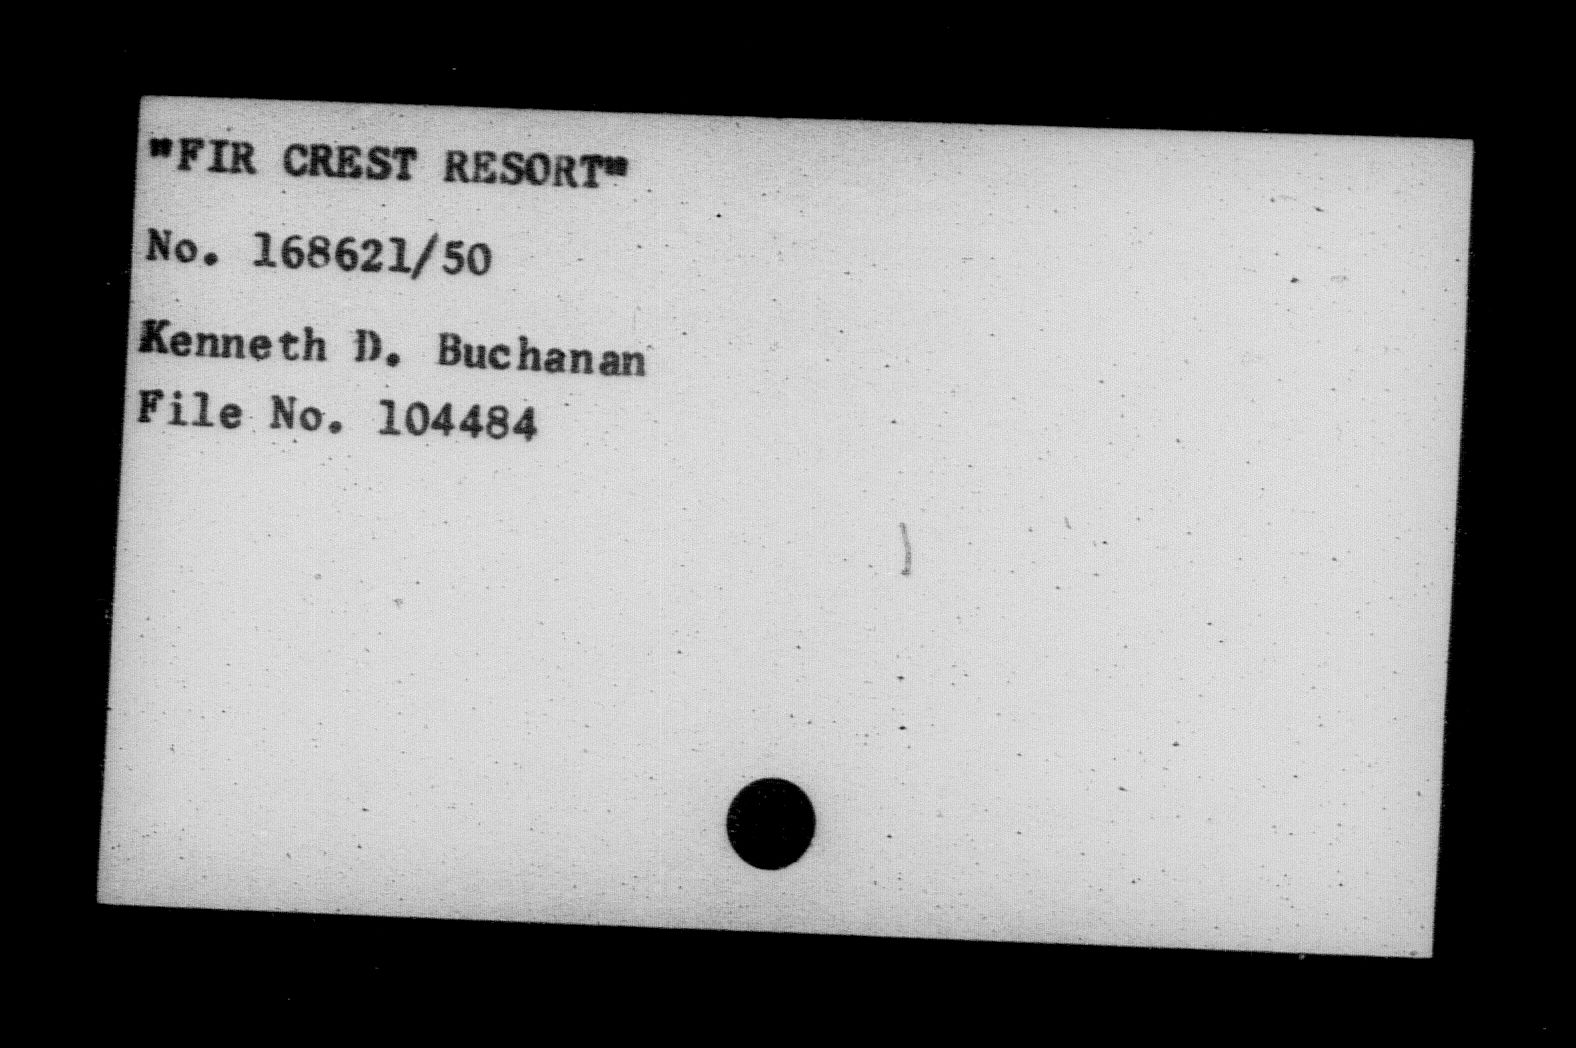 "FIR CREST RESORT"
No. 168621/50
Kenneth D. Buchanan
File No. 104484